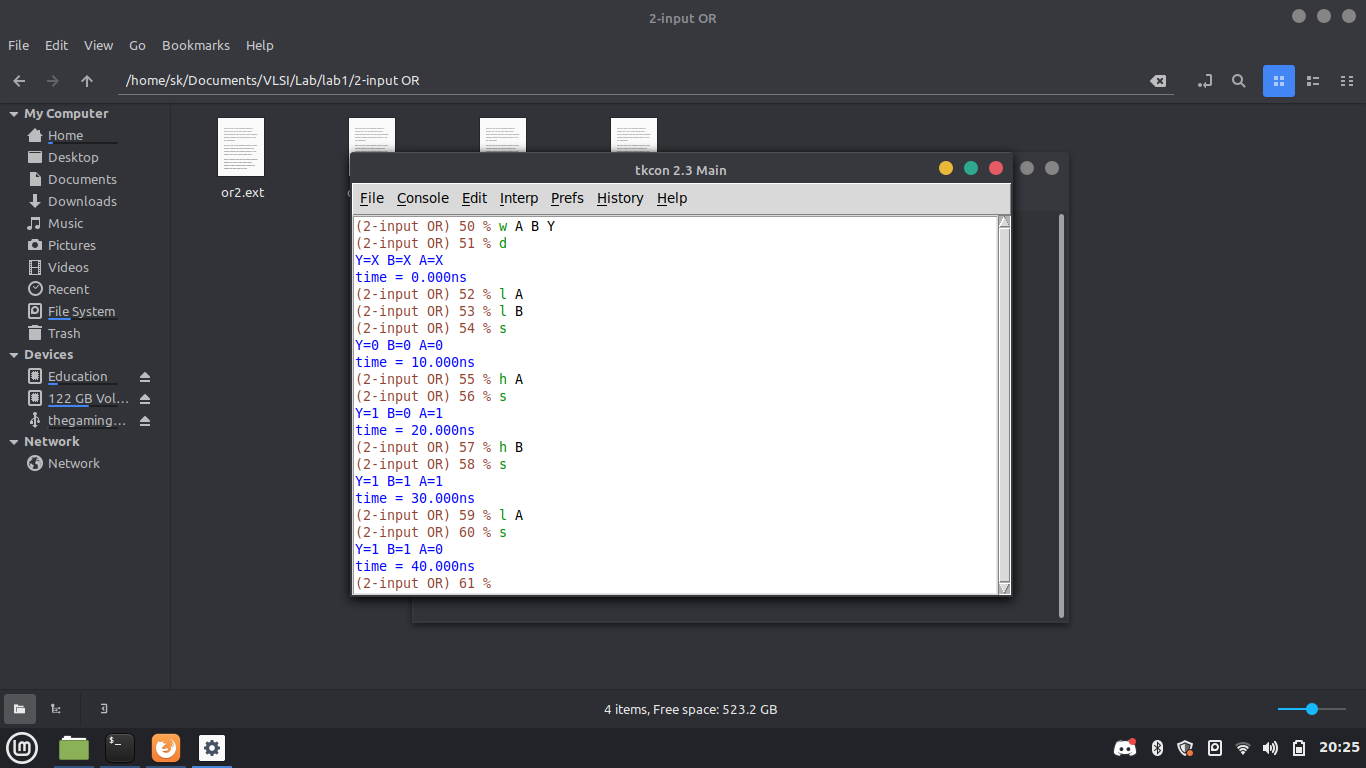 2-input OR
File Edit View Go Bookmarks Help
/home/sk/Documents/VLSI/Lab/lab1/2-input OR
My Computer
Home
Desktop
Documents
Downloads
Music
Pictures
Videos
Recent
File System
Trash
Devices
Education
122 GB Vol...
thegaming...
Network
Network
or2.ext
tkcon 2.3 Main
File Console Edit Interp Prefs History Help
(2-input OR) 50 % w A B Y
(2-input OR) 51 % d
Y=X B=X A=X
time = 0.000ns
(2-input OR) 52 % l A
(2-input OR) 53 % l B
(2-input OR) 54 % s
Y=0 B=0 A=0
time = 10.000ns
(2-input OR) 55 % h A
(2-input OR) 56 % s
Y=1 B=0 A=1
time = 20.000ns
(2-input OR) 57 % h B
(2-input OR) 58 % s
Y=1 B=1 A=1
time = 30.000ns
(2-input OR) 59 % l A
(2-input OR) 60 % s
Y=1 B=1 A=0
time = 40.000ns
(2-input OR) 61 %
4 items, Free space: 523.2 GB
$_
20:25